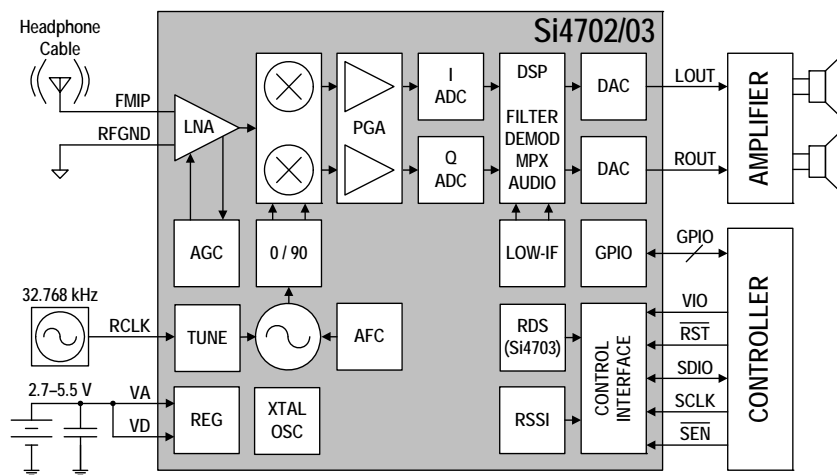 Si4702/03
Headphone
Cable
FMIP
RFGND
LNA
PGA
I
ADC
Q
ADC
DSP
FILTER
DEMOD
MPX
AUDIO
DAC
DAC
LOUT
ROUT
AMPLIFIER
AGC
0 / 90
LOW-IF
GPIO
GPIO
32.768 kHz
RCLK
TUNE
AFC
RDS
(Si4703)
CONTROL
INTERFACE
VIO
RST
SDIO
SCLK
SEN
CONTROLLER
2.7–5.5 V
VA
VD
REG
XTAL
OSC
RSSI